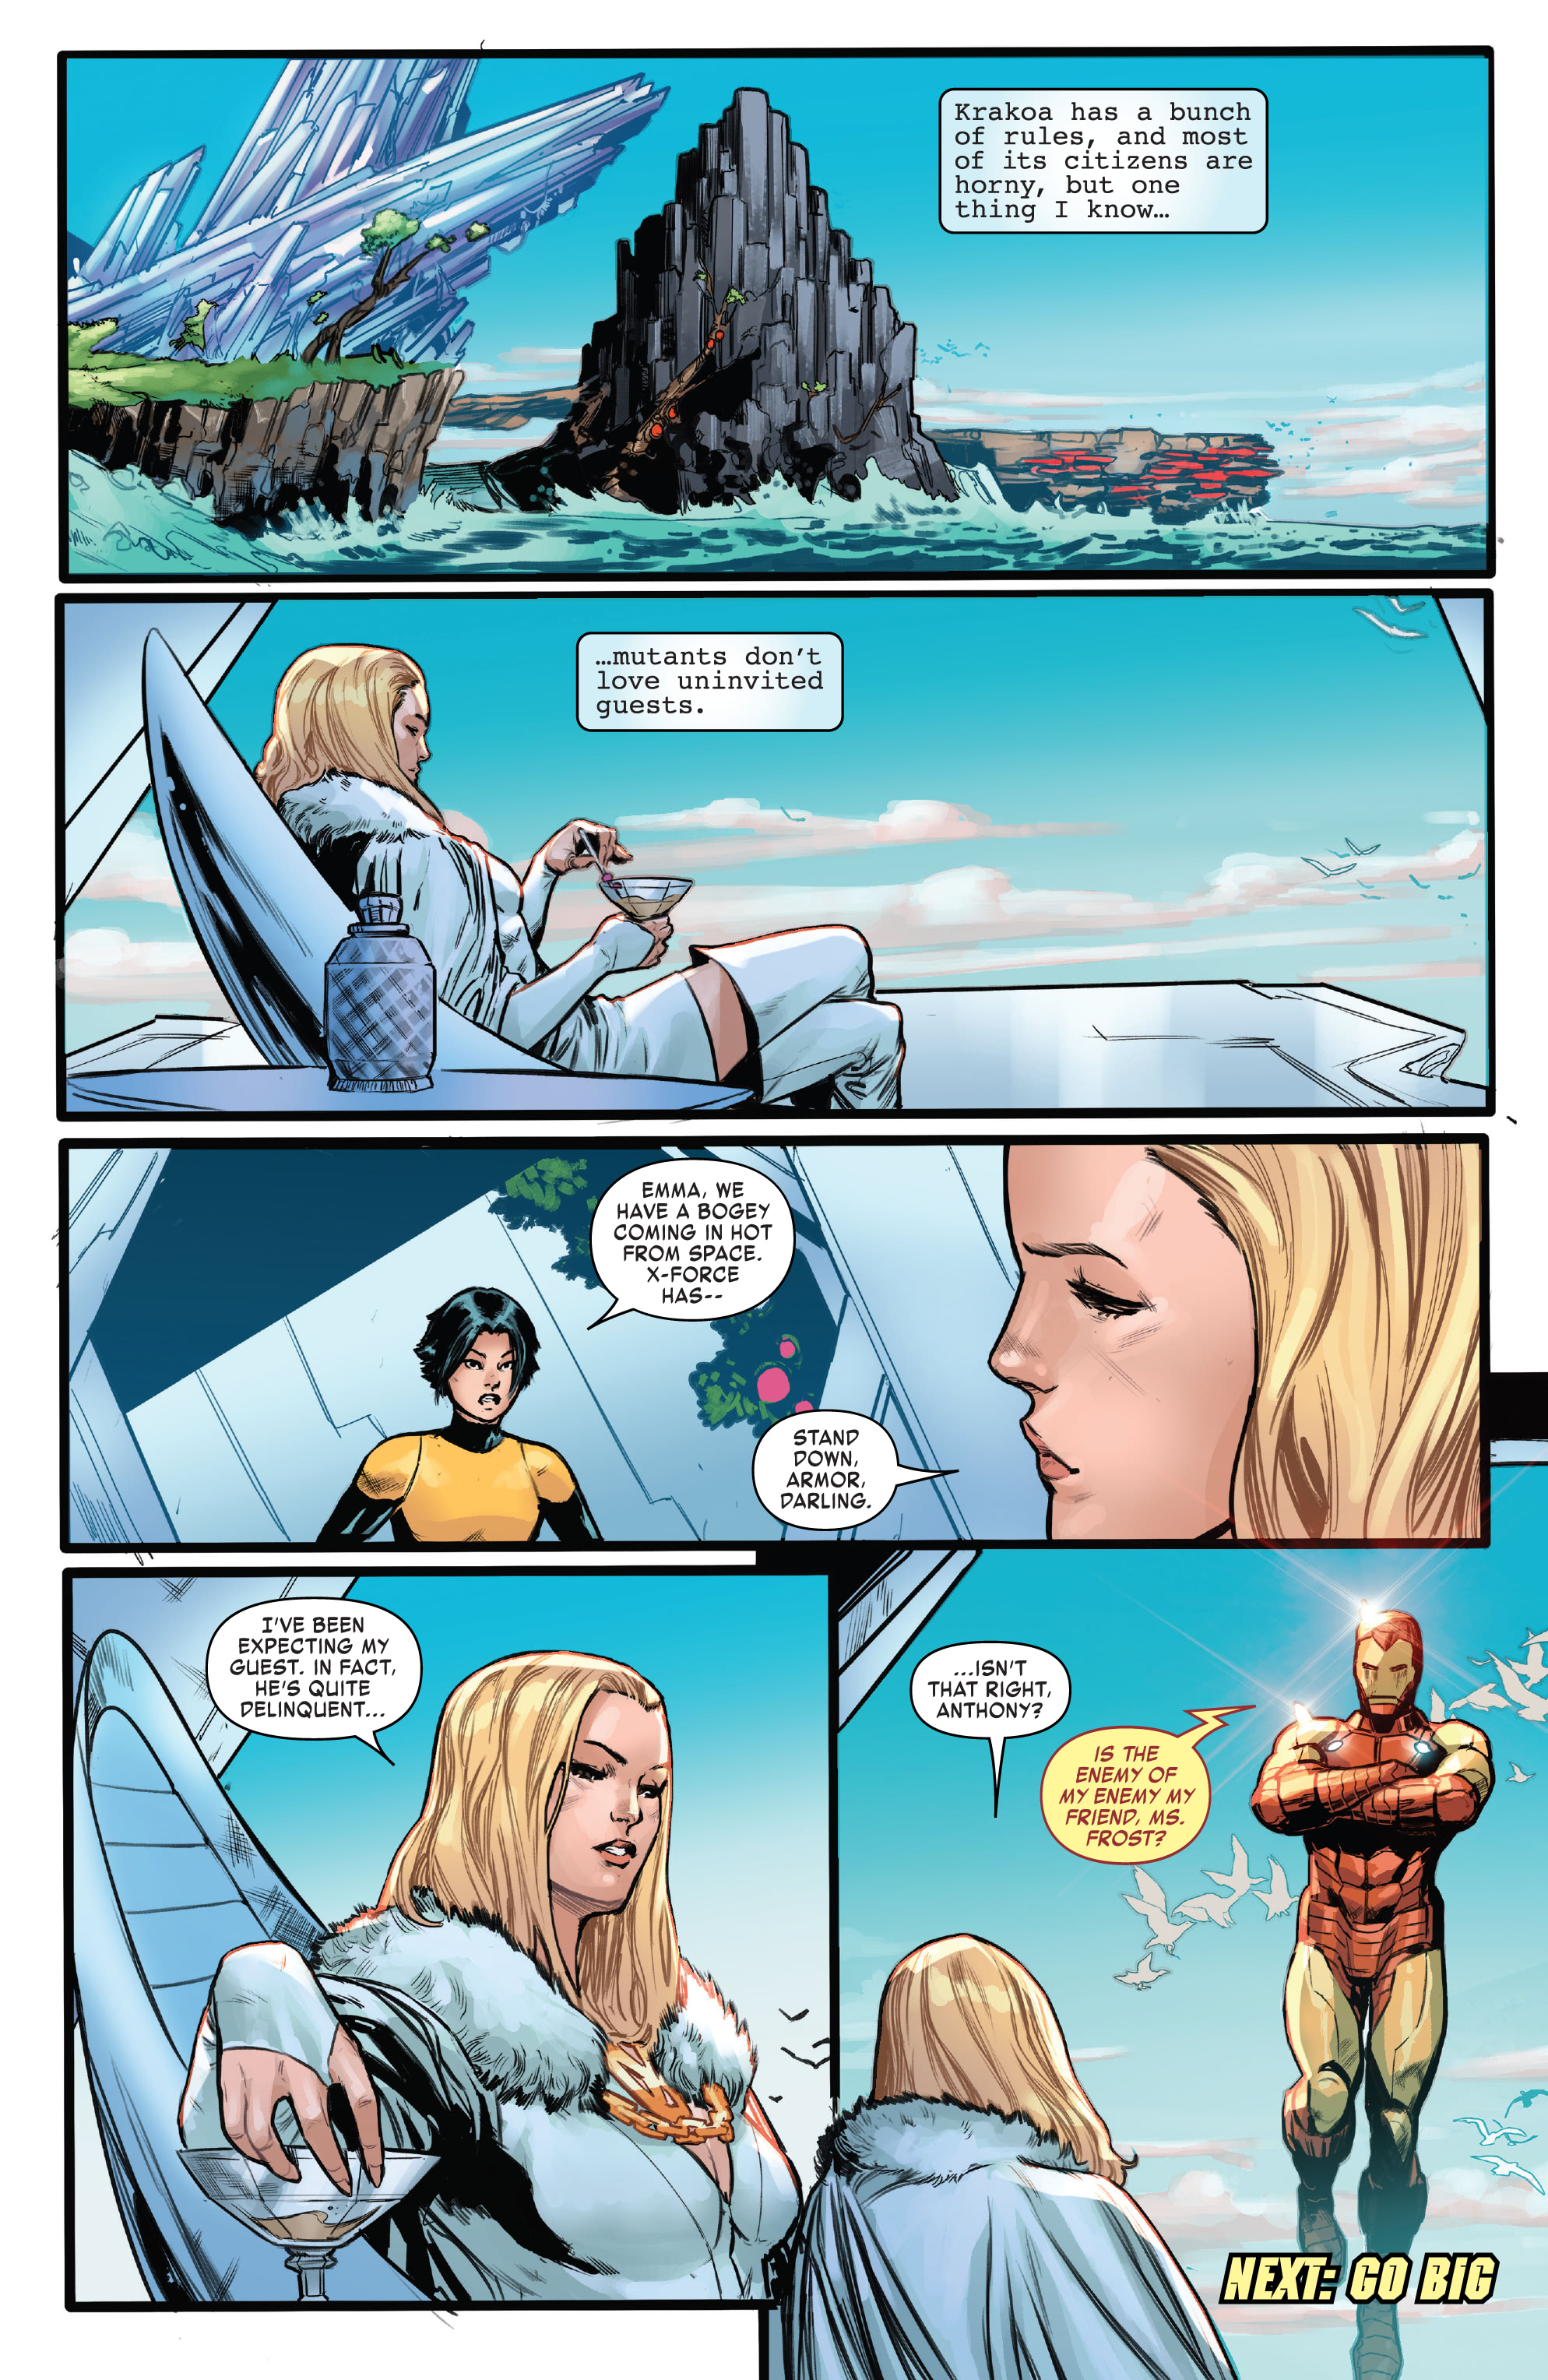 Krakoa has a bunch
of rules, and most
of its citizens are
horny, but one
thing I know…
…mutants don't
love uninvited
guests.
EMMA, WE
HAVE A BOGEY
COMING IN HOT
FROM SPACE.
X-FORCE
HAS--
STAND
DOWN,
ARMOR,
DARLING.
I'VE BEEN
EXPECTING MY
GUEST. IN FACT,
HE'S QUITE
DELINQUENT...
...ISN'T
THAT RIGHT,
ANTHONY?
IS THE
ENEMY OF
MY ENEMY MY
FRIEND, MS.
FROST?
NEXT: GO BIG